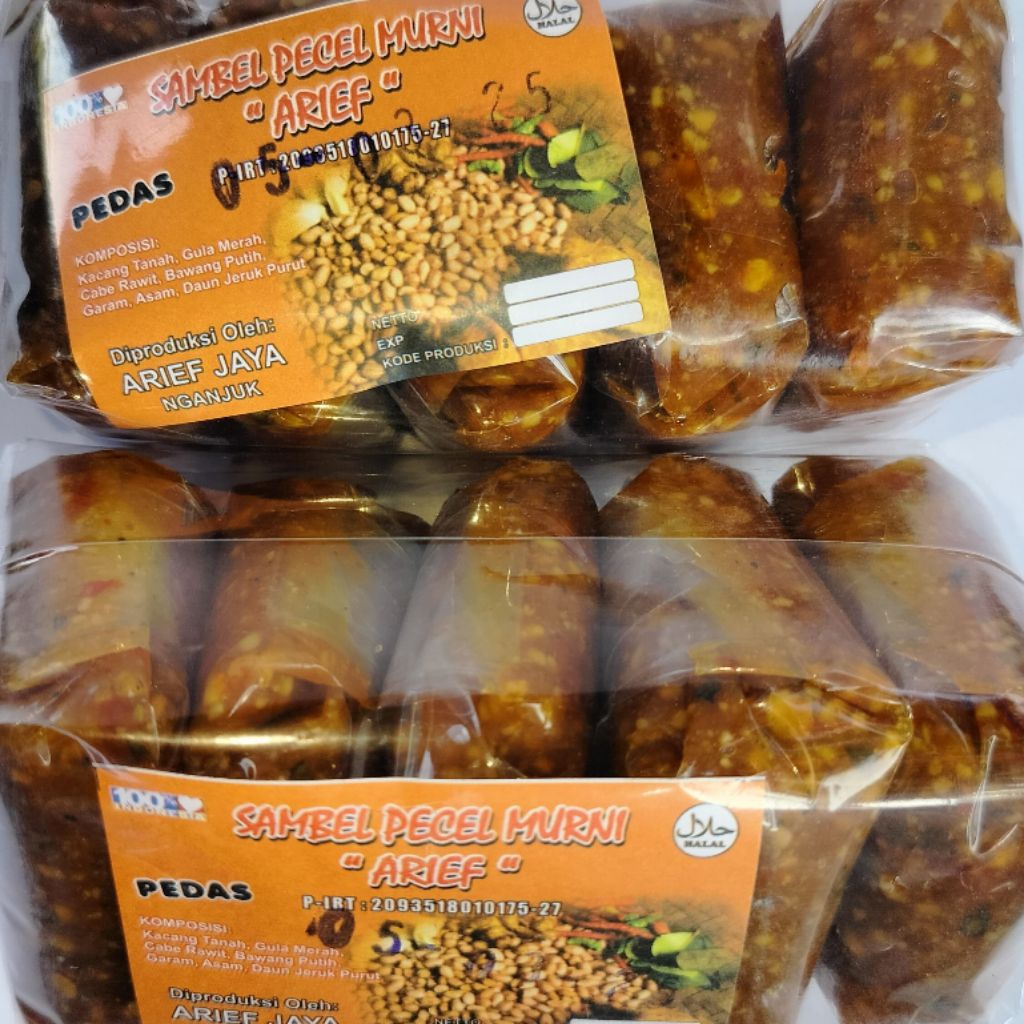 حلال
HALAL
100% INDONESIA
SAMBEL PECEL MURNI
" ARIEF "
P-IRT : 2093518010175-27
PEDAS
KOMPOSISI:
Kacang Tanah, Gula Merah,
Cabe Rawit, Bawang Putih,
Garam, Asam, Daun Jeruk Purut
Diproduksi Oleh:
ARIEF JAYA
NGANJUK
NETTO
EXP
KODE PRODUKSI :
100% INDONESIA
SAMBEL PECEL MURNI
" ARIEF "
حلال
HALAL
P-IRT : 2093518010175-27
PEDAS
KOMPOSISI:
Kacang Tanah, Gula Merah,
Cabe Rawit, Bawang Putih,
Garam, Asam, Daun Jeruk Purut
Diproduksi Oleh:
ARIEF JAYA
NETTO